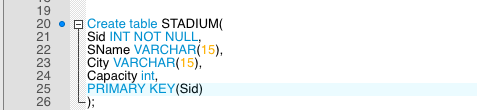 19
20 Create table STADIUM(
21 Sid INT NOT NULL,
22 SName VARCHAR(15),
23 City VARCHAR(15),
24 Capacity int,
25 PRIMARY KEY(Sid)
26 );